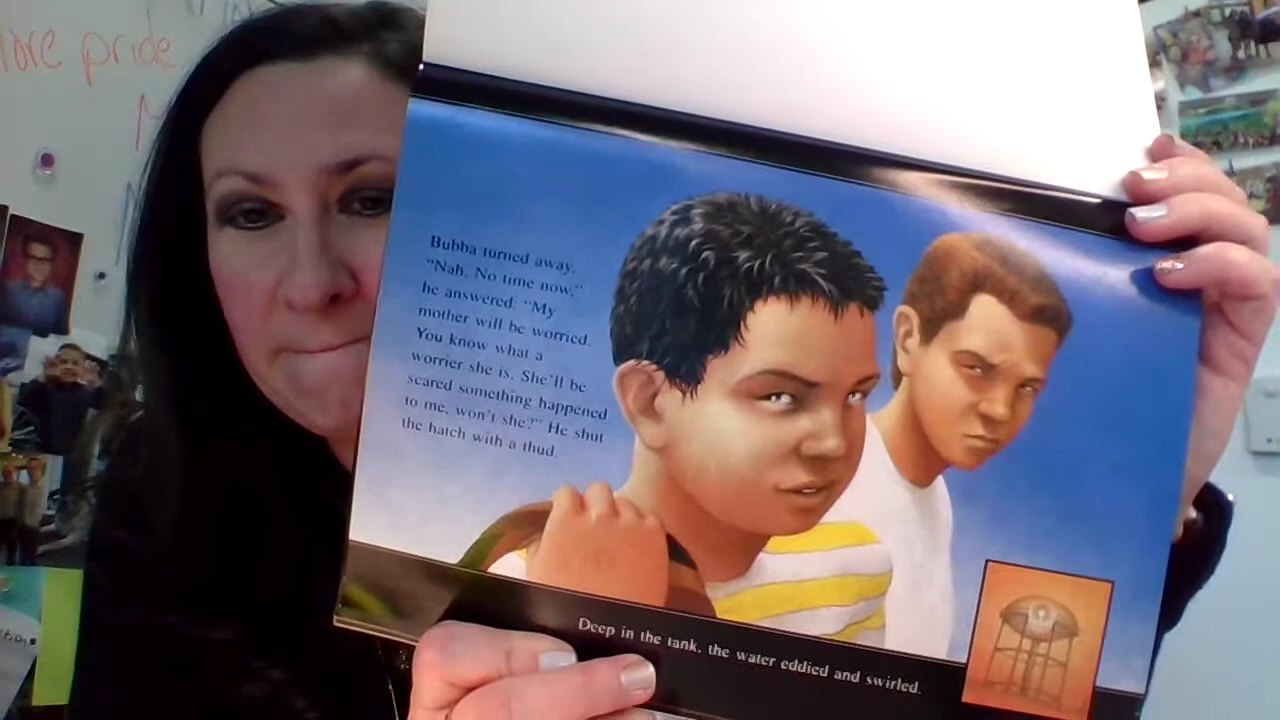 ore pride
Bubba turned away.
"Nah. No time now,"
he answered. "My
mother will be worried.
You know what a
worrier she is. She'll be
scared something happened
to me, won't she?" He shut
the hatch with a thud.
Deep in the tank, the water eddied and swirled.